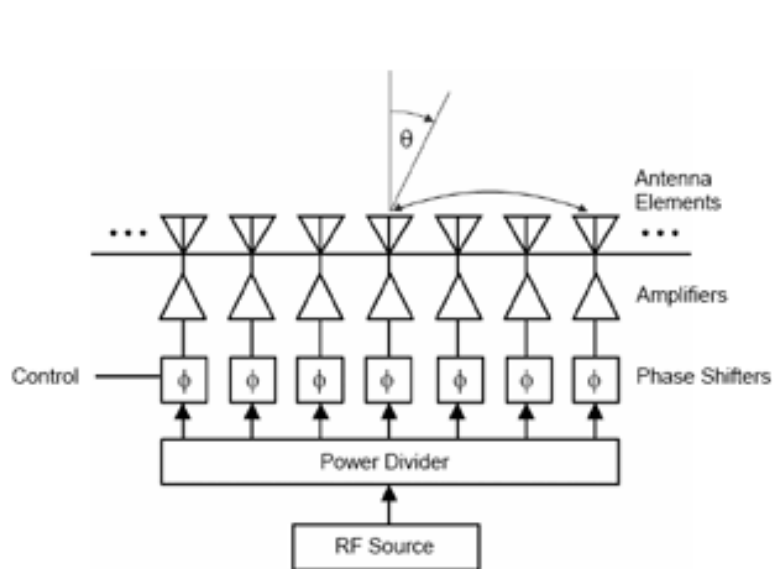 θ
Antenna
Elements
•••
•••
Amplifiers
Control
ϕ ϕ ϕ ϕ ϕ ϕ ϕ
Phase Shifters
Power Divider
RF Source